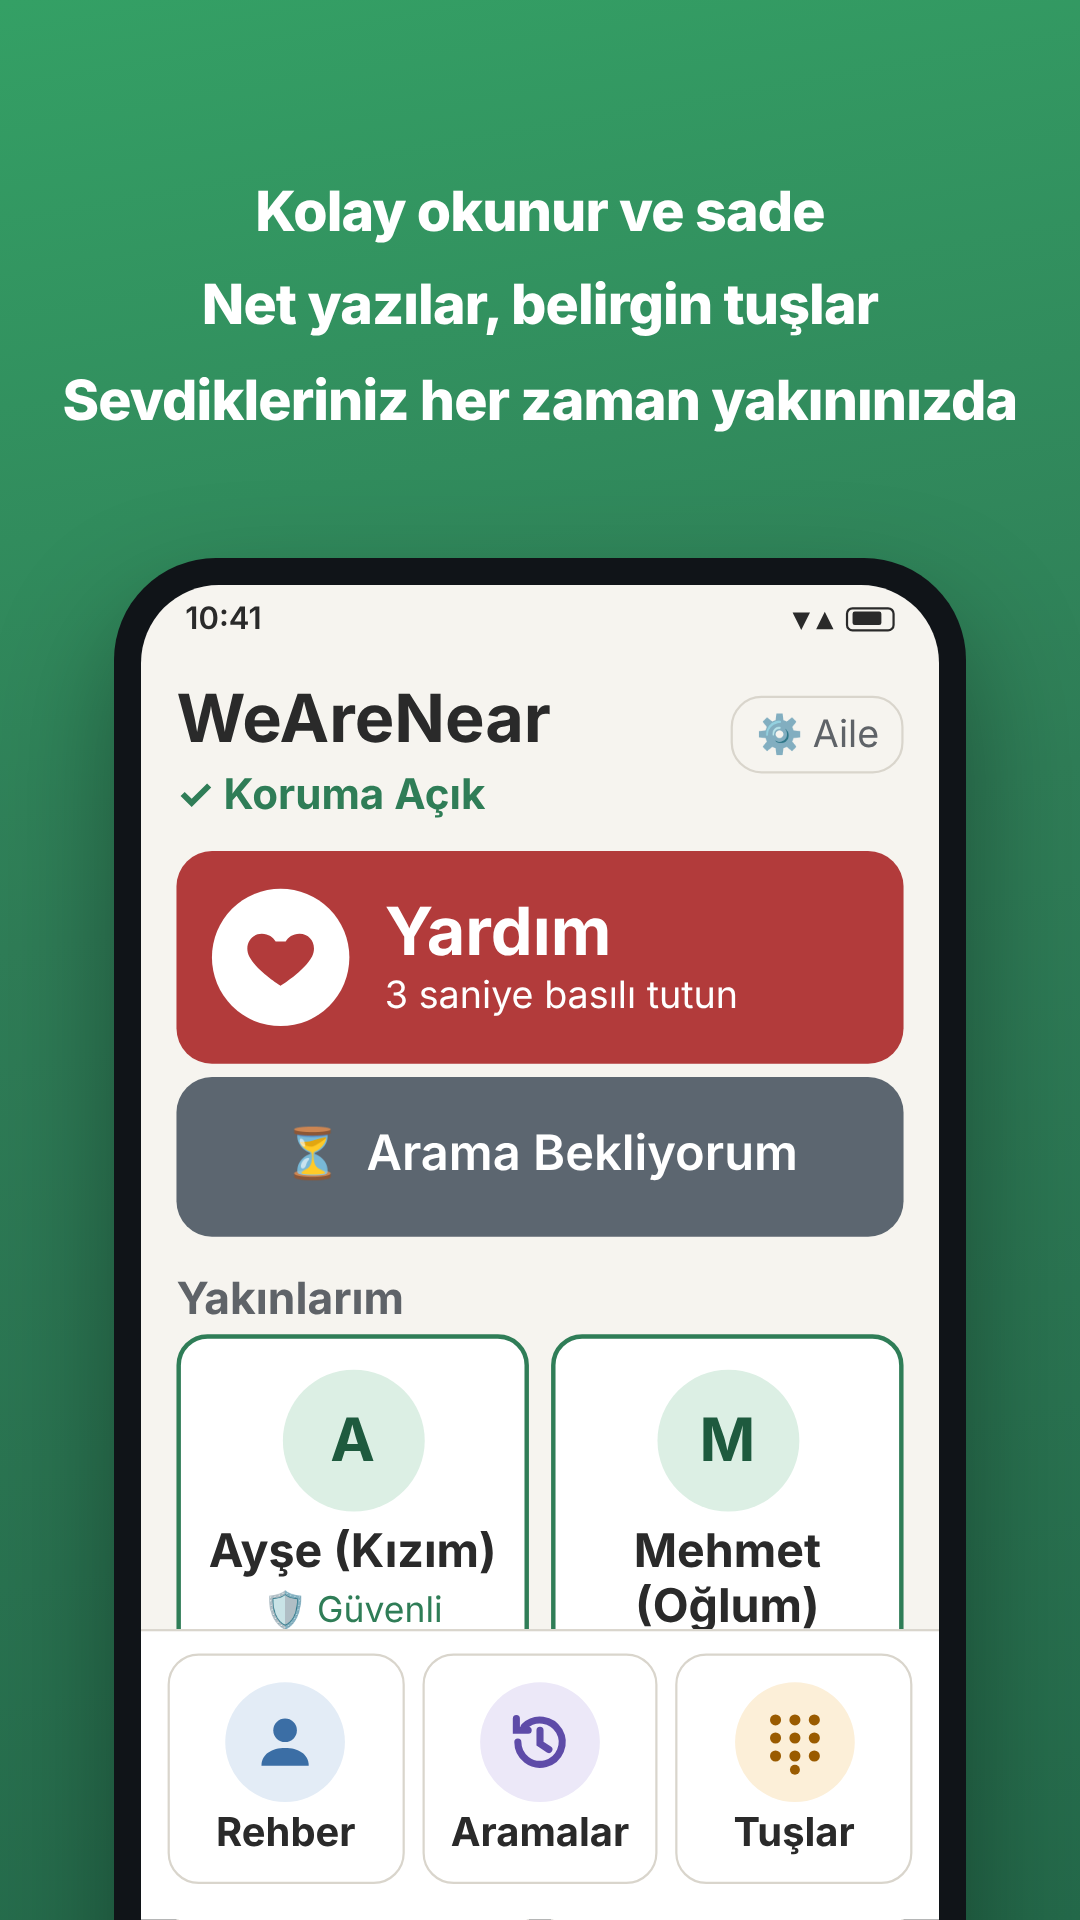 Kolay okunur ve sade
Net yazılar, belirgin tuşlar
Sevdikleriniz her zaman yakınınızda
10:41
WeAreNear
Aile
Koruma Açık
Yardım
3 saniye basılı tutun
Arama Bekliyorum
Yakınlarım
A
M
Ayşe (Kızım)
Mehmet
(Oğlum)
Güvenli
Rehber
Aramalar
Tuşlar